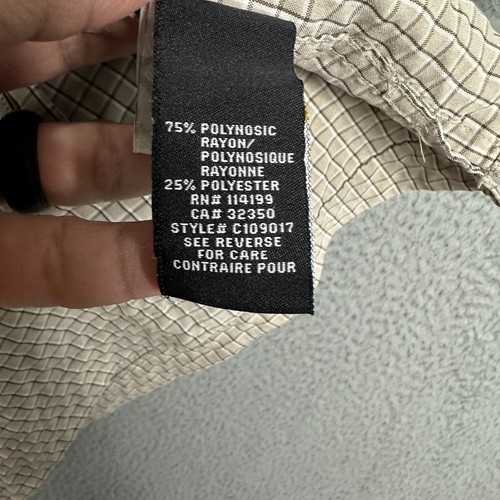 75% POLYNOSIC
RAYON/
POLYNOSIQUE
RAYONNE
25% POLYESTER
RN# 114199
CA# 32350
STYLE# C109017
SEE REVERSE
FOR CARE
CONTRAIRE POUR